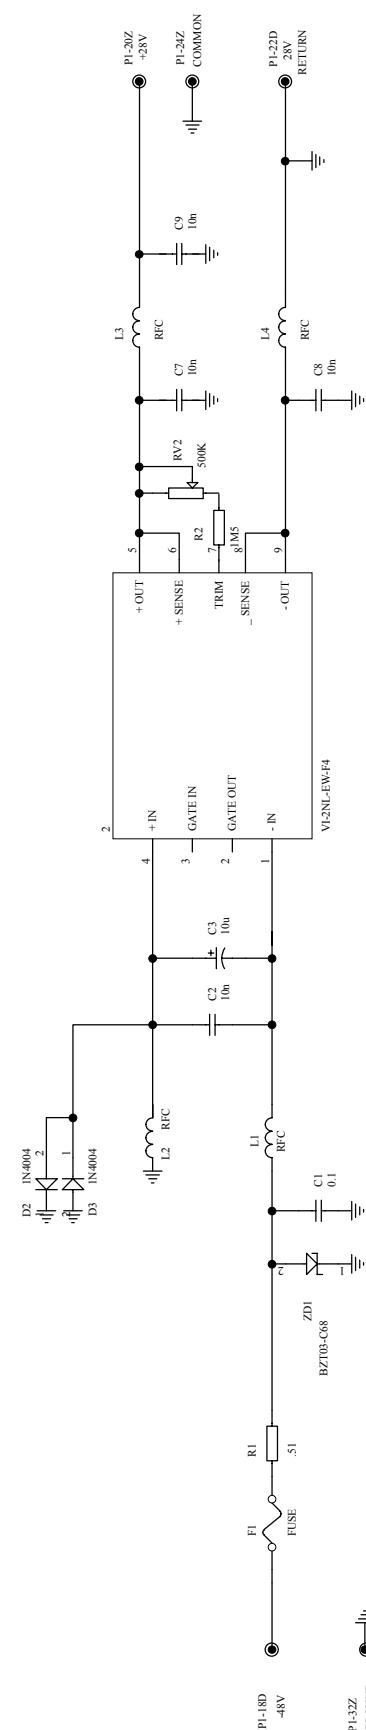 P1-20Z
+28V
P1-24Z
COMMON
P1-22D
28V
RETURN
C9
10n
L3
RFC
L4
RFC
C7
10n
C8
10n
RV2
500K
R2
1M5
5
6
7
8
9
+ OUT
+ SENSE
TRIM
– SENSE
- OUT
2
VI-2NL-EW-F4
+ IN
GATE IN
GATE OUT
- IN
4
3
2
1
C3
10u
+
C2
10n
1N4004
2
D2
1
1N4004
D3
RFC
L2
L1
RFC
C1
0.1
2
1
ZD1
BZT03-C68
R1
.51
F1
FUSE
P1-18D
-48V
P1-32Z